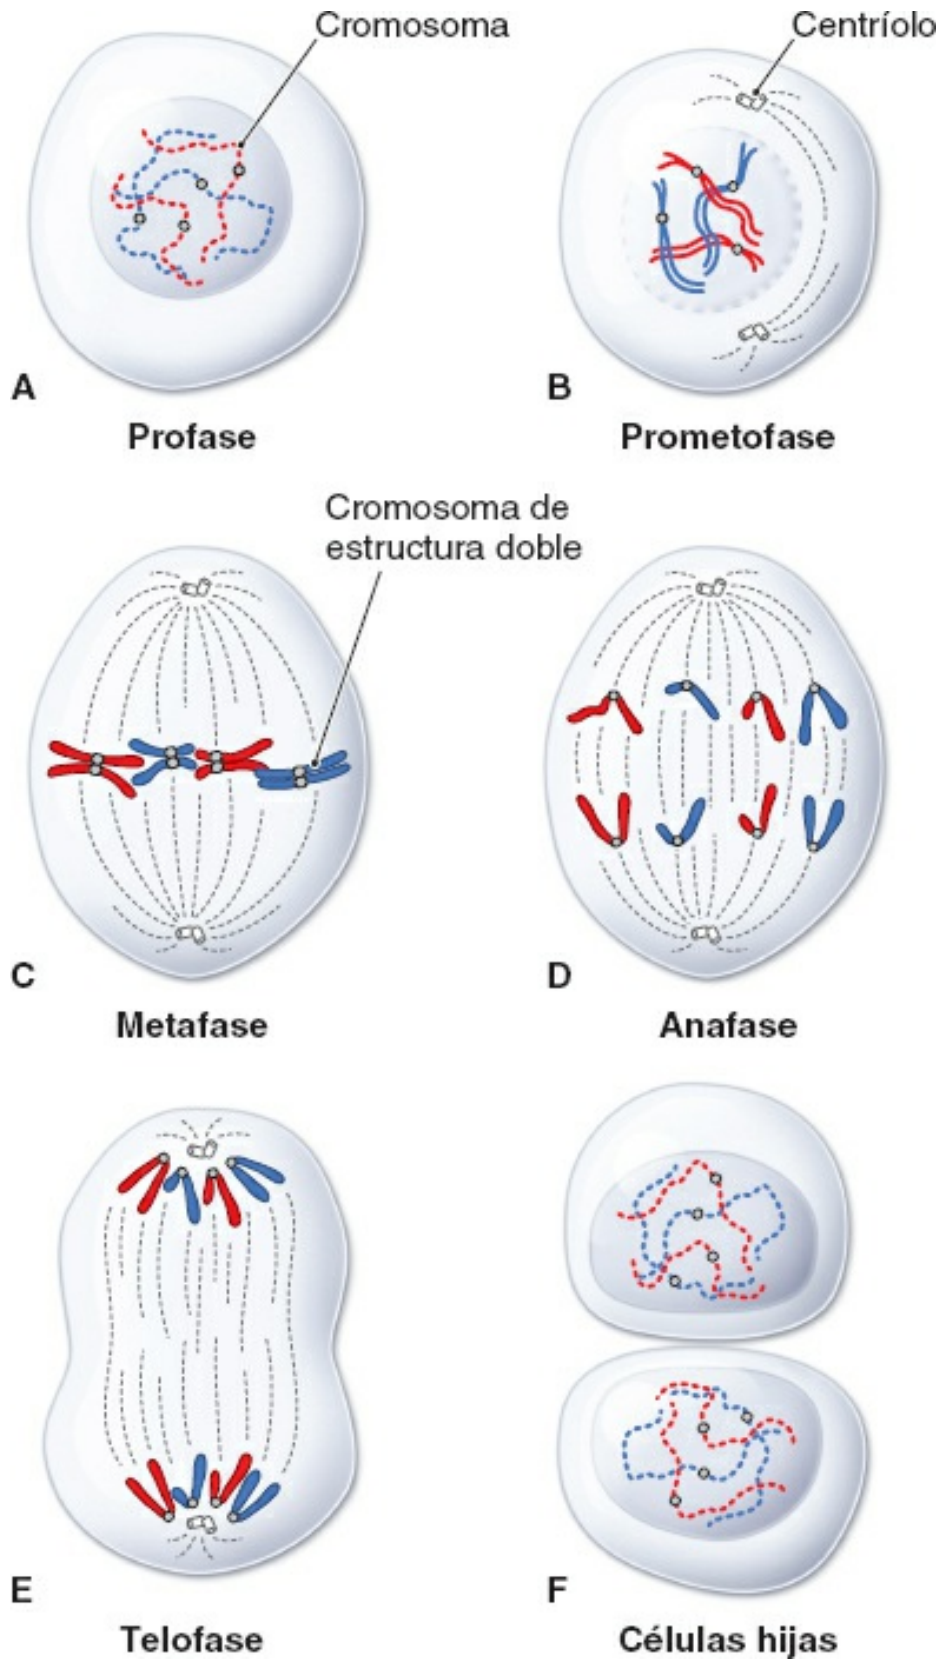 Cromosoma
Centríolo
A
Profase
B
Prometofase
Cromosoma de
estructura doble
C
Metafase
D
Anafase
E
Telofase
F
Células hijas